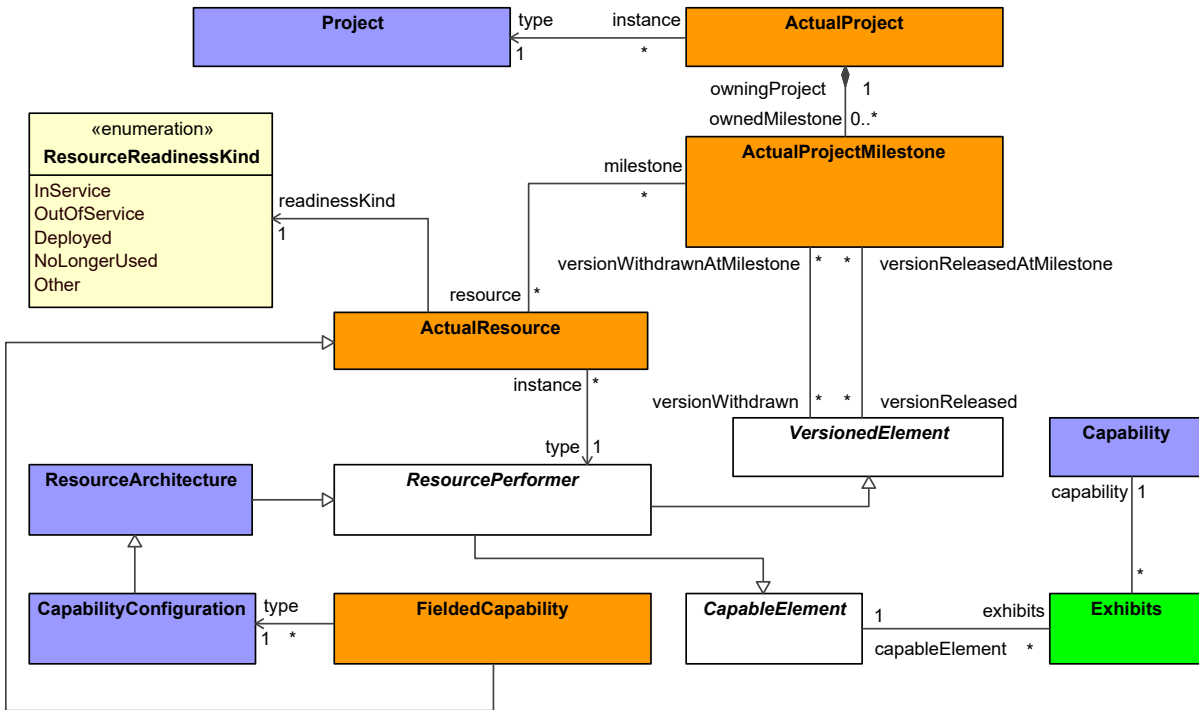 Project
type
instance
1
*
ActualProject
owningProject
1
ownedMilestone
0..*
«enumeration»
ResourceReadinessKind
InService
OutOfService
Deployed
NoLongerUsed
Other
readinessKind
1
milestone
*
ActualProjectMilestone
versionWithdrawnAtMilestone
*
*
versionReleasedAtMilestone
resource
*
ActualResource
instance
*
type
1
versionWithdrawn
*
*
versionReleased
VersionedElement
Capability
capability
1
*
ResourceArchitecture
ResourcePerformer
CapabilityConfiguration
type
1
*
FieldedCapability
CapableElement
1
exhibits
capableElement
*
Exhibits